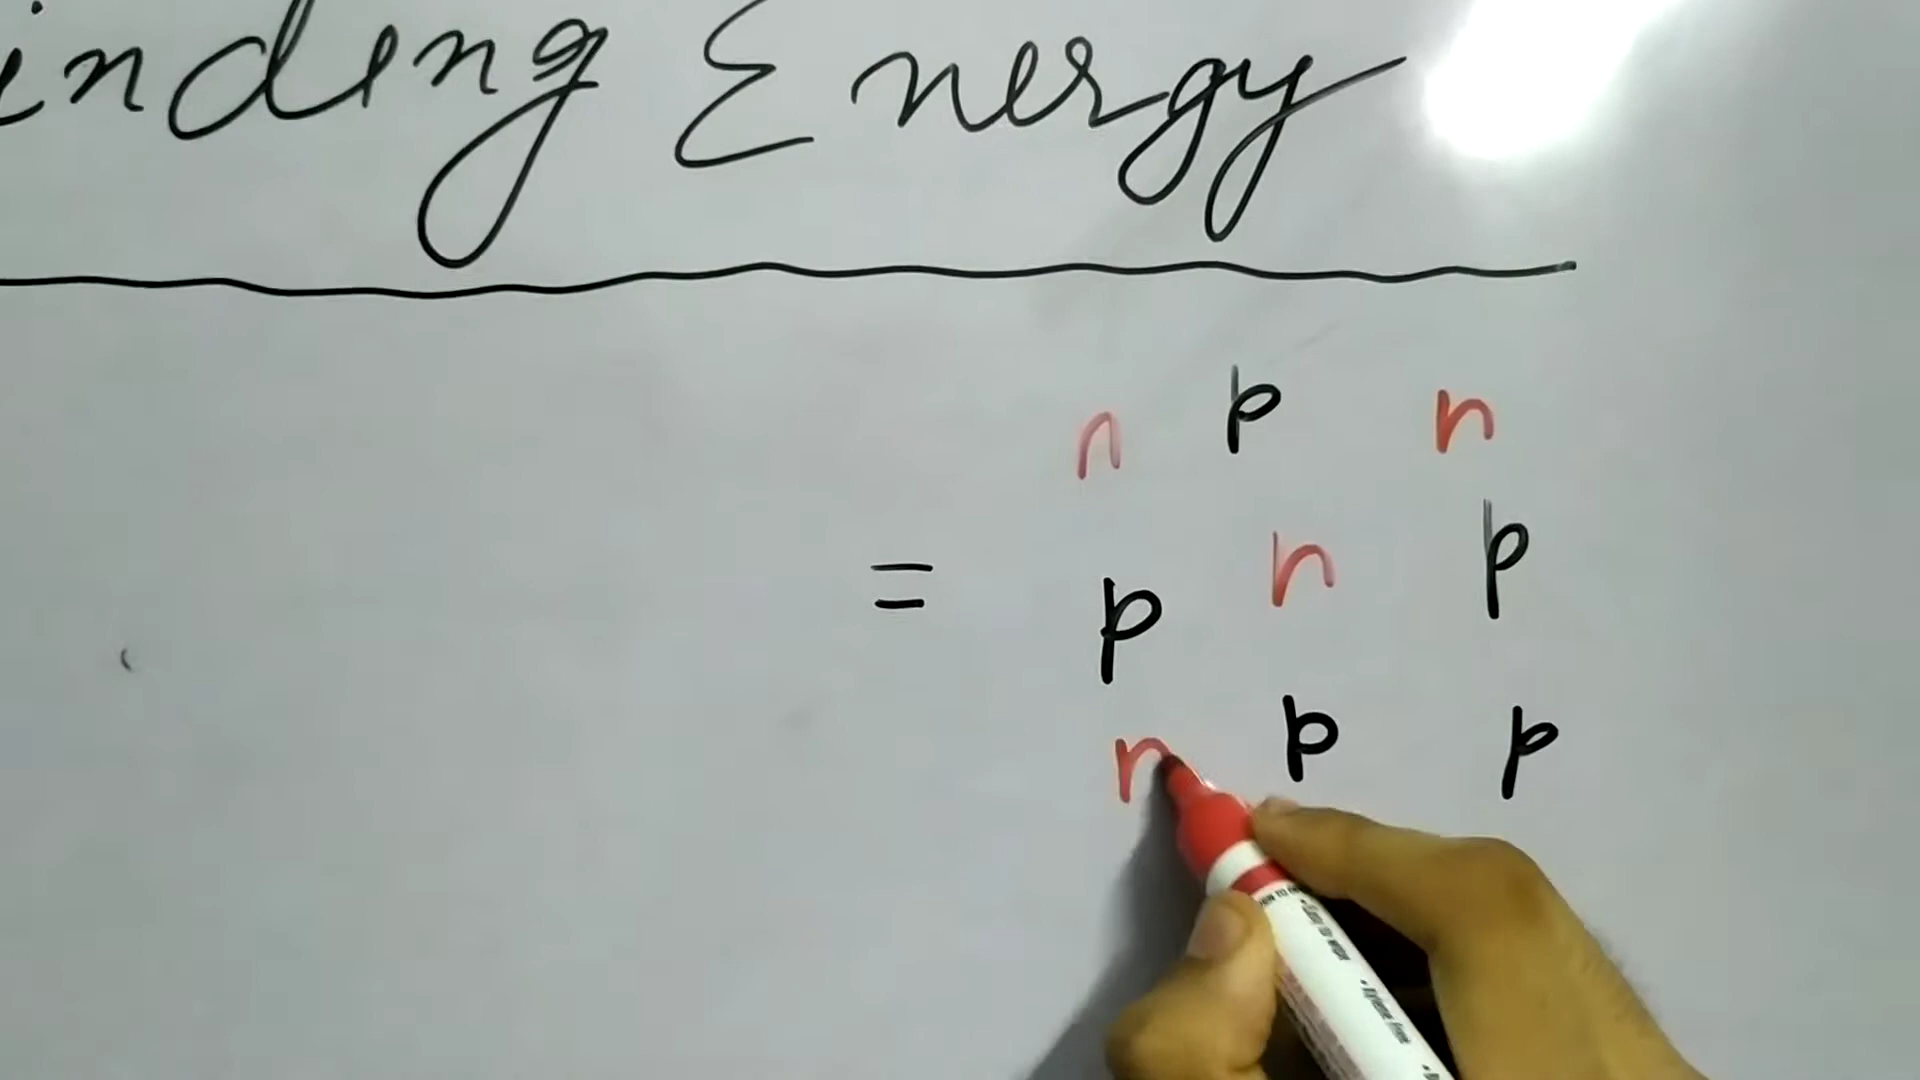 inding Energy
n p n
= p n p
n p p